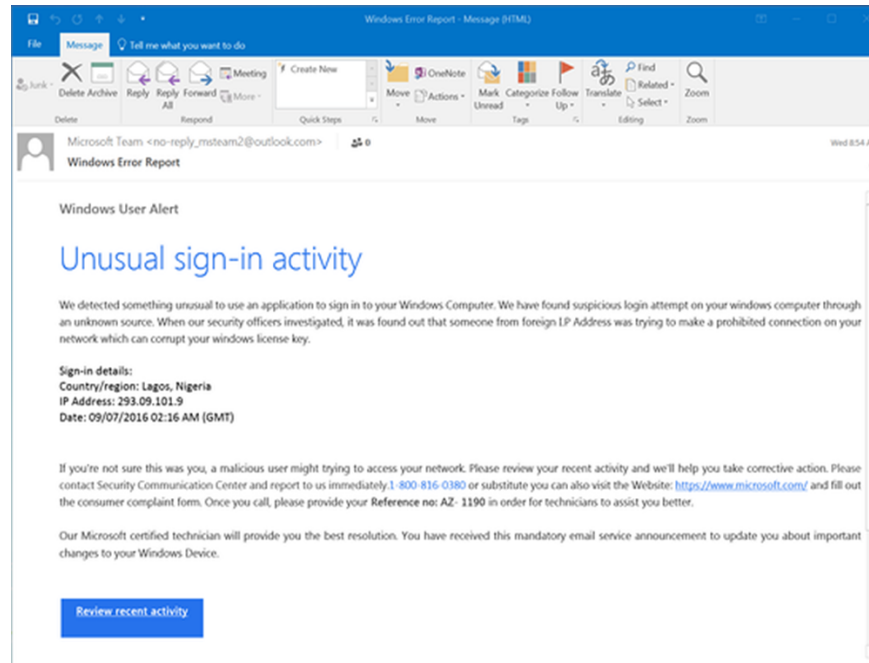 Windows Error Report - Message (HTML)
File Message Tell me what you want to do
Junk
Delete Archive
Reply Reply All Forward
Meeting
More
Create New
Move
OneNote
Actions
Mark Unread
Categorize
Follow Up
Translate
Find
Related
Select
Zoom
Delete Respond Quick Steps Move Tags Editing Zoom
Microsoft Team <no-reply_msteam2@outlook.com> 0 Wed 8:54 A
Windows Error Report
Windows User Alert
Unusual sign-in activity
We detected something unusual to use an application to sign in to your Windows Computer. We have found suspicious login attempt on your windows computer through
an unknown source. When our security officers investigated, it was found out that someone from foreign I.P Address was trying to make a prohibited connection on your
network which can corrupt your windows license key.
Sign-in details:
Country/region: Lagos, Nigeria
IP Address: 293.09.101.9
Date: 09/07/2016 02:16 AM (GMT)
If you're not sure this was you, a malicious user might trying to access your network. Please review your recent activity and we'll help you take corrective action. Please
contact Security Communication Center and report to us immediately.1-800-816-0380 or substitute you can also visit the Website: https://www.microsoft.com/ and fill out
the consumer complaint form. Once you call, please provide your Reference no: AZ- 1190 in order for technicians to assist you better.
Our Microsoft certified technician will provide you the best resolution. You have received this mandatory email service announcement to update you about important
changes to your Windows Device.
Review recent activity